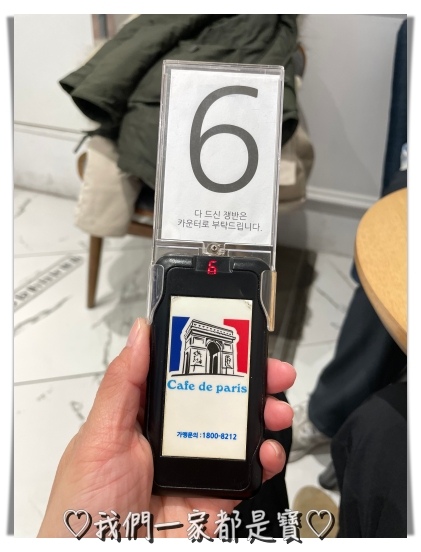 6
다 드신 쟁반은
카운터로 부탁드립니다.
6
Cafe de paris
가맹문의 : 1800-8212
♡我們一家都是寶♡